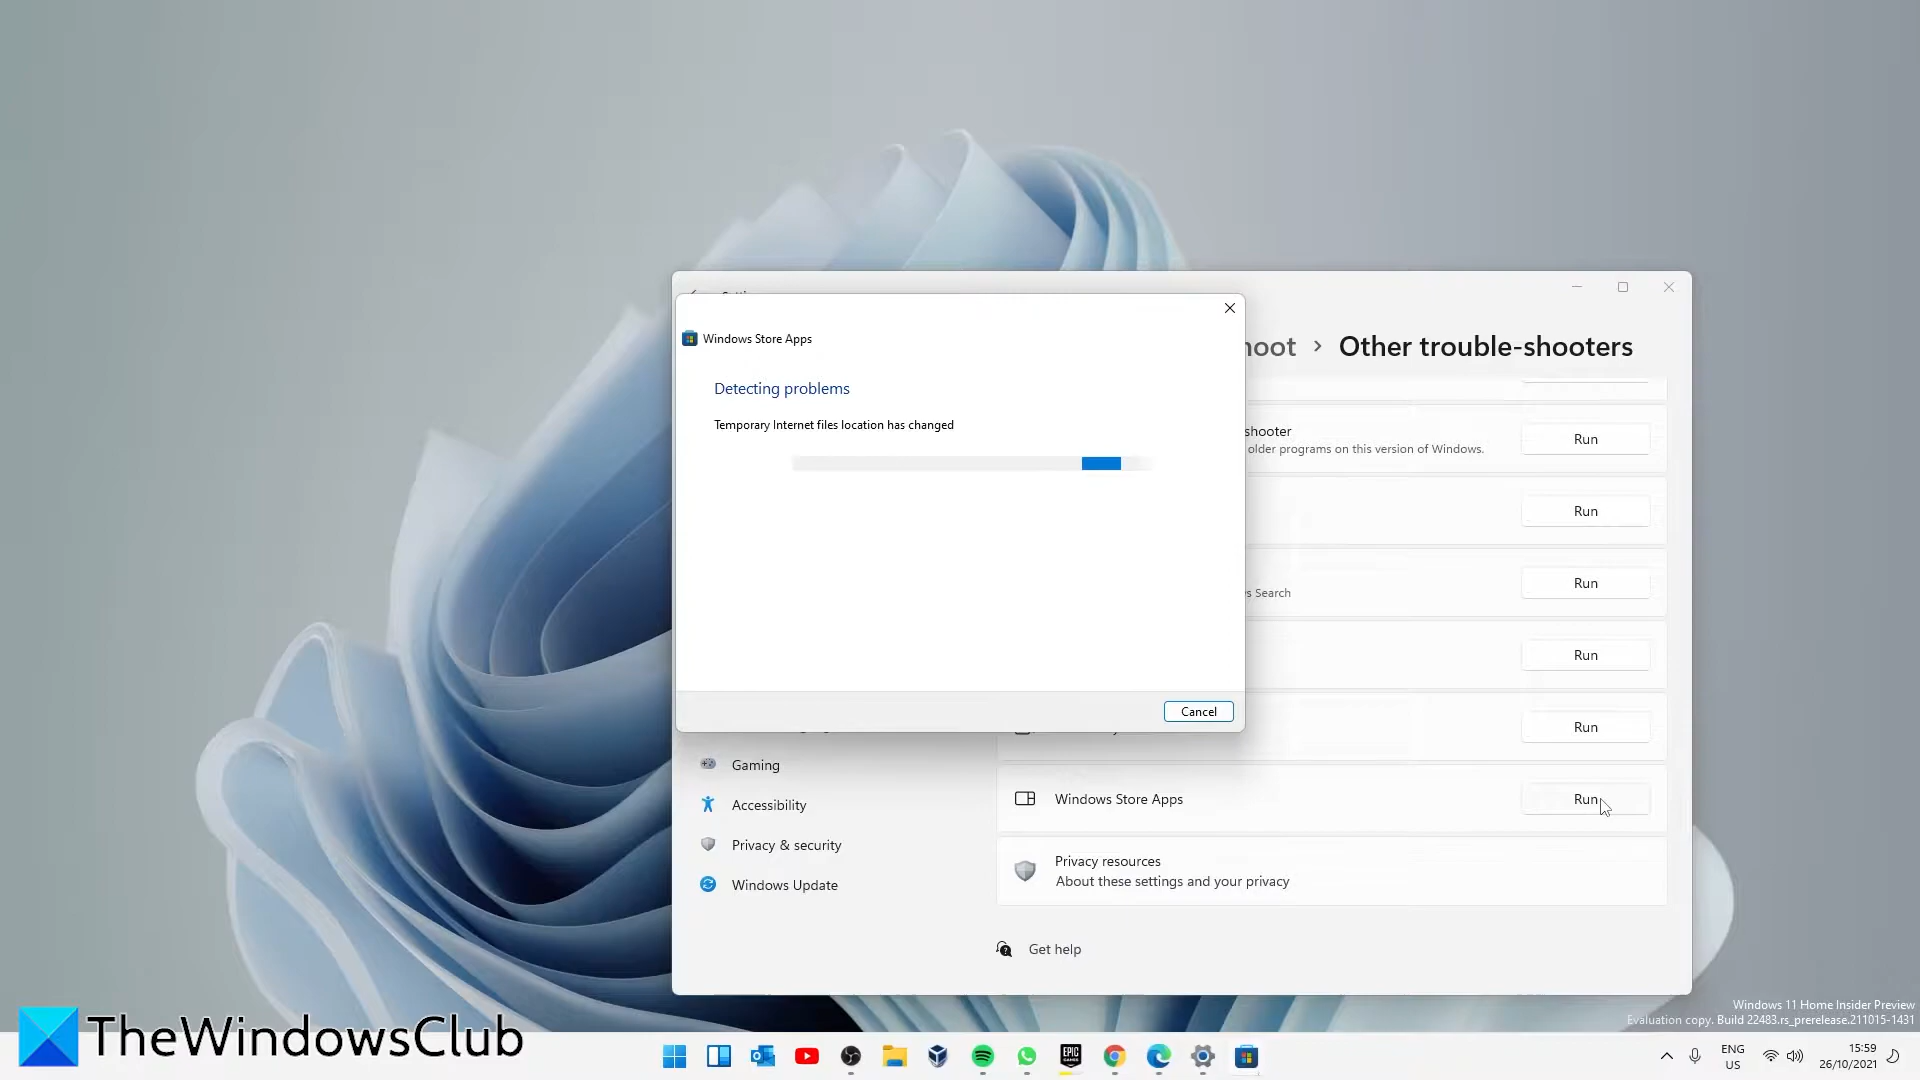 Windows Store Apps
Detecting problems
Temporary Internet files location has changed
Cancel
Other trouble-shooters
shooter
older programs on this version of Windows.
Run
Run
s Search
Run
Run
Run
Gaming
Accessibility
Privacy & security
Windows Update
Windows Store Apps
Run
Privacy resources
About these settings and your privacy
Get help
Windows 11 Home Insider Preview
Evaluation copy. Build 22483.rs_prerelease.211015-1431
TheWindowsClub
EPIC
GAMES
ENG
US
15:59
26/10/2021